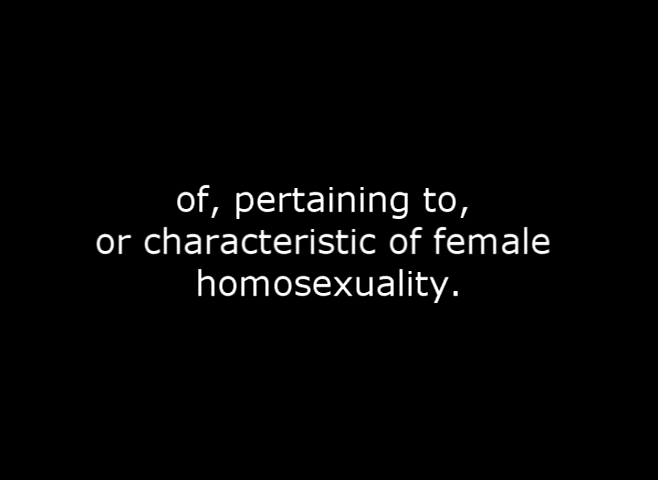 of, pertaining to,
or characteristic of female
homosexuality.